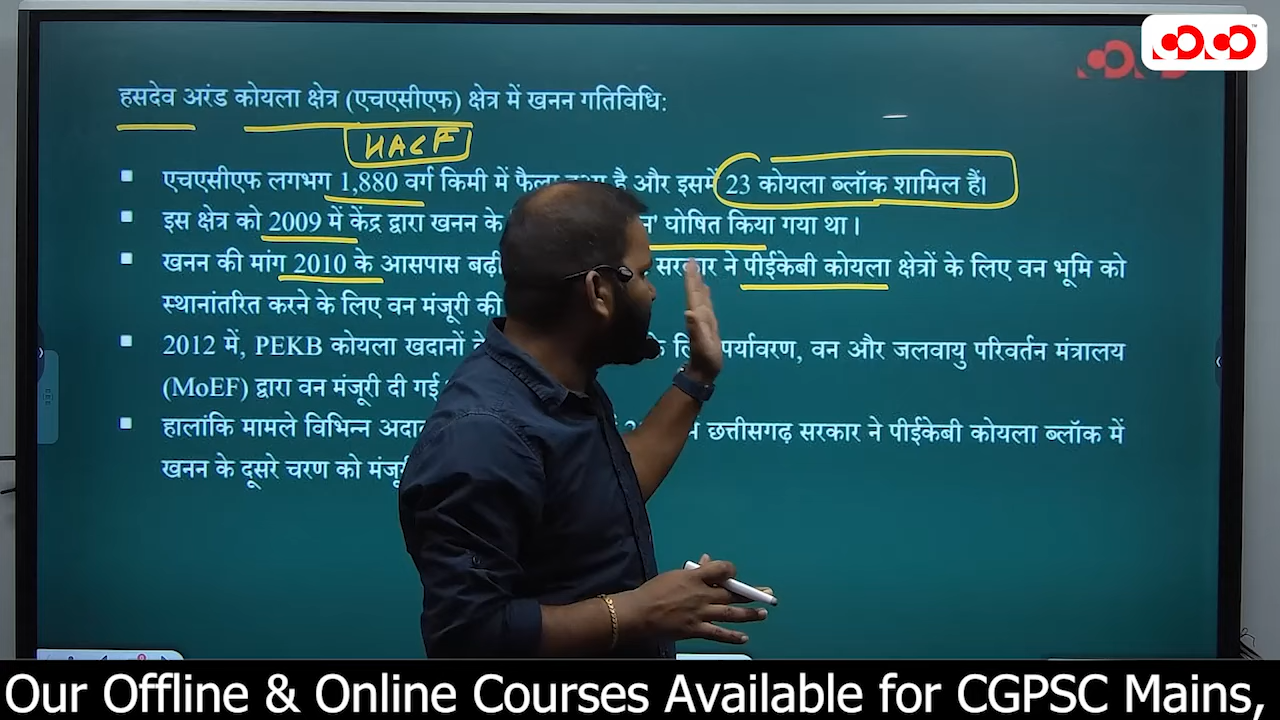 हसदेव अरंड कोयला क्षेत्र (एचएसीएफ) क्षेत्र में खनन गतिविधि:
HACF
एचएसीएफ लगभग 1,880 वर्ग किमी में है और इसमें 23 कोयला ब्लॉक शामिल हैं।
इस क्षेत्र को 2009 में केंद्र द्वारा खनन के घोषित किया गया था।
खनन की मांग 2010 के आसपास बढ़ी सरकार ने पीईकेबी कोयला क्षेत्रों के लिए वन भूमि को
स्थानांतरित करने के लिए वन मंजूरी की
2012 में, PEKB कोयला खदानों पर्यावरण, वन और जलवायु परिवर्तन मंत्रालय
(MoEF) द्वारा वन मंजूरी दी गई
हालांकि मामले विभिन्न छत्तीसगढ़ सरकार ने पीईकेबी कोयला ब्लॉक में
खनन के दूसरे चरण को
Our Offline & Online Courses Available for CGPSC Mains,